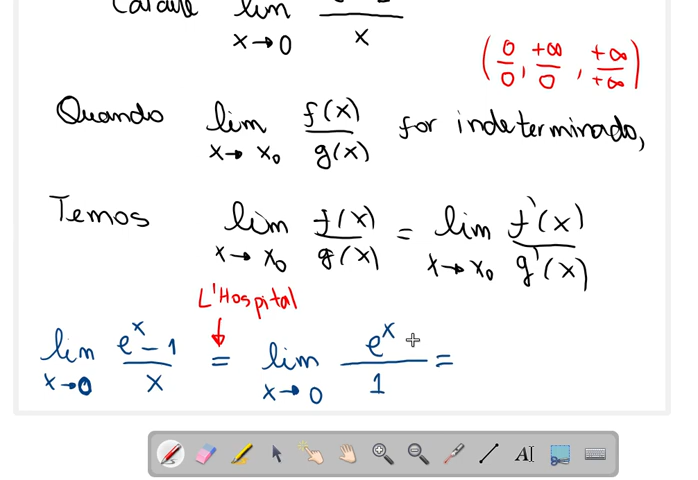 Calcule lim x→0 / x
(0/0, +∞/0, +∞/+∞)
Quando lim x→x₀ f(x)/g(x) for indeterminado,
Temos lim x→x₀ f(x)/g(x) = lim x→x₀ f'(x)/g'(x)
L'Hospital
lim x→0 eˣ-1/x = lim x→0 eˣ/1 =
AI